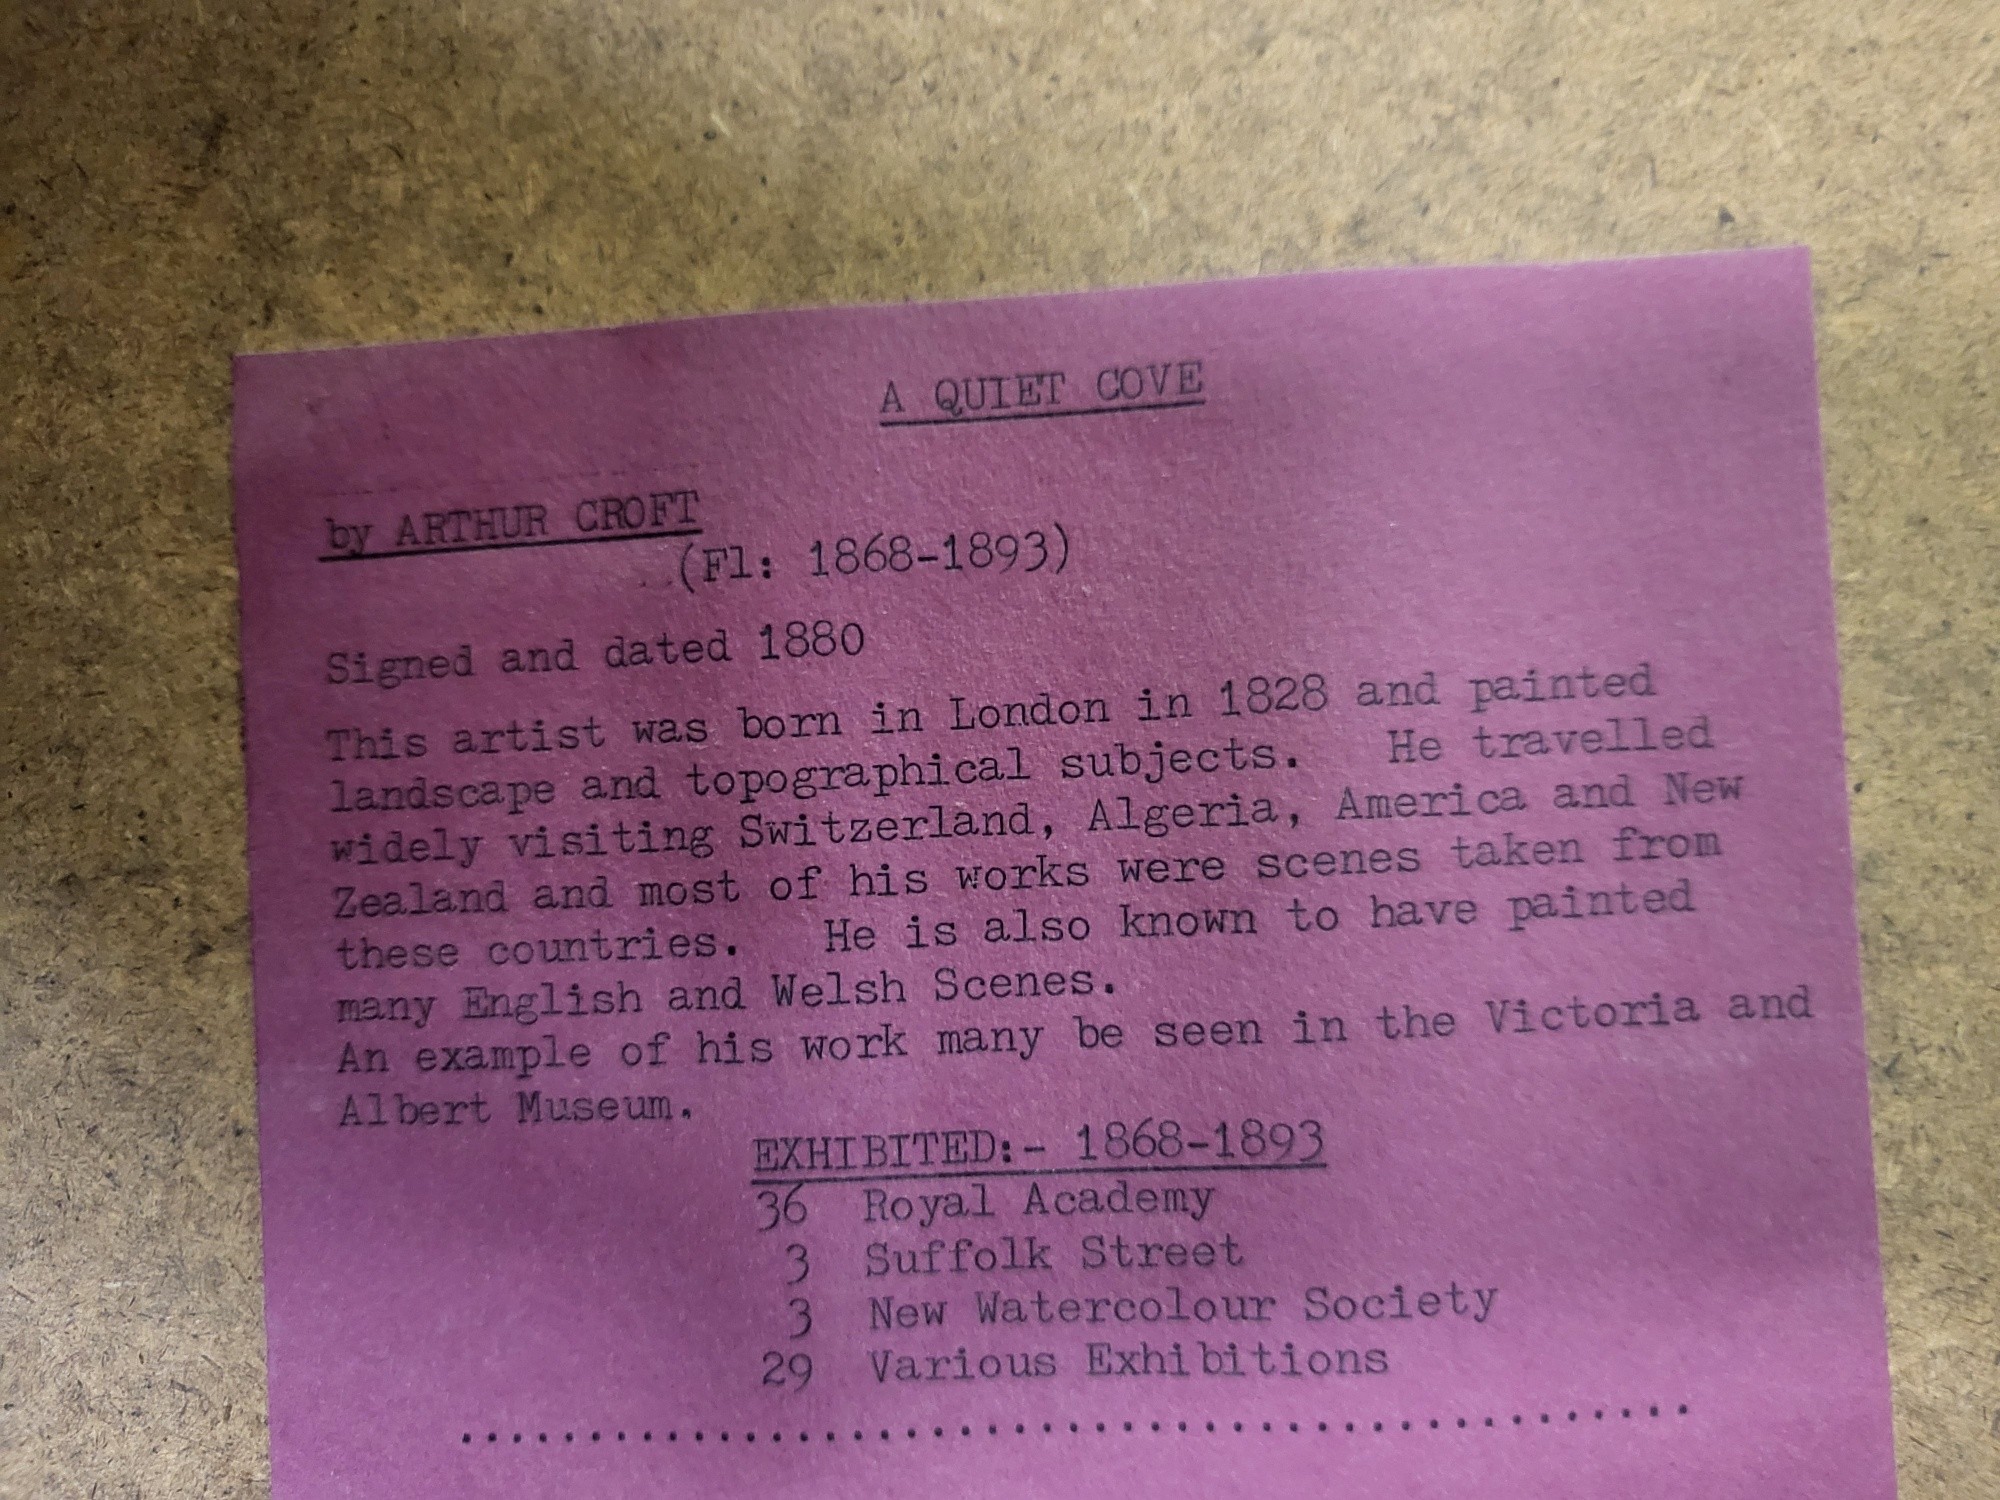 A QUIET COVE
by ARTHUR CROFT
(Fl: 1868-1893)
Signed and dated 1880
This artist was born in London in 1828 and painted
landscape and topographical subjects. He travelled
widely visiting Switzerland, Algeria, America and New
Zealand and most of his works were scenes taken from
these countries. He is also known to have painted
many English and Welsh Scenes.
An example of his work many be seen in the Victoria and
Albert Museum.
EXHIBITED:- 1868-1893
36 Royal Academy
3 Suffolk Street
3 New Watercolour Society
29 Various Exhibitions
................................................